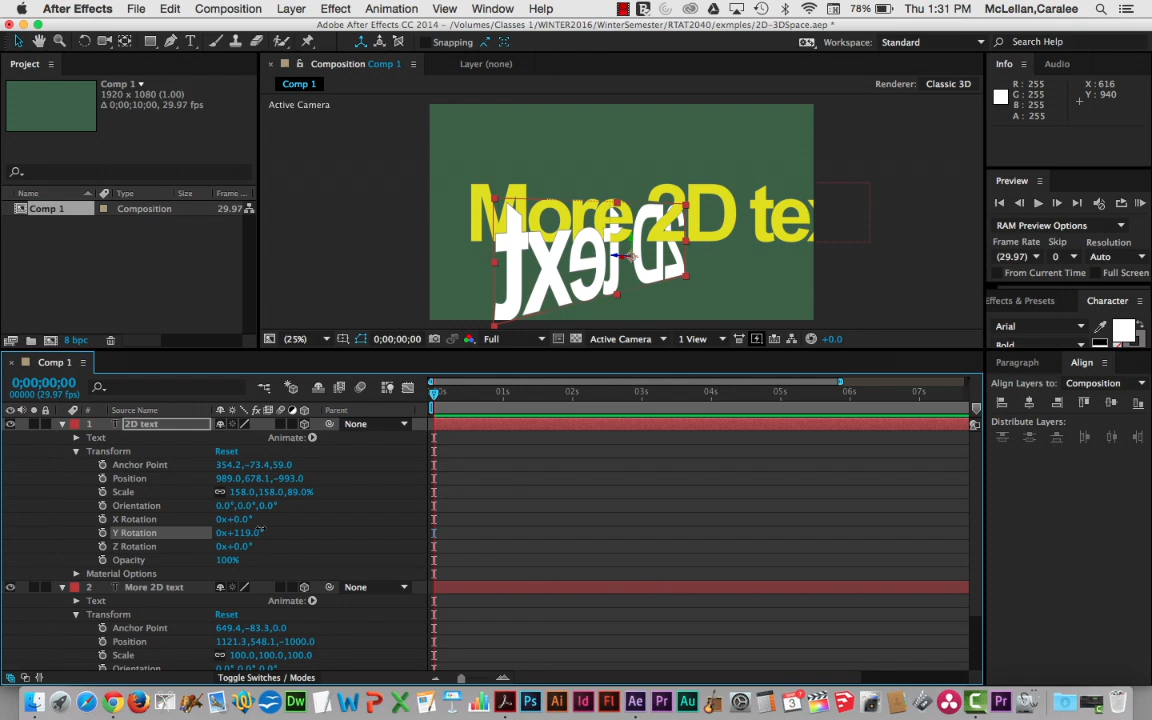 After Effects File Edit Composition Layer Effect Animation View Window Help 78% Thu 1:31 PM McLellan,Caralee
Adobe After Effects CC 2014 - /Volumes/Classes 1/WINTER2016/WinterSemester/RTAT2040/exmples/2D-3DSpace.aep *
Snapping Workspace: Standard Search Help
Project Composition Comp 1 Layer (none) Info Audio
Comp 1 Renderer: Classic 3D
Comp 1
1920 x 1080 (1.00)
Δ 0;00;10;00, 29.97 fps
Active Camera
R : 255
G : 255
B : 255
A : 255
X : 616
Y : 940
Name Type Size Frame ...
Comp 1 Composition 29.97
More 2D tex
2D text
Preview
RAM Preview Options
Frame Rate Skip Resolution
(29.97) 0 Auto
From Current Time Full Screen
Effects & Presets Character
Arial
Bold
8 bpc
(25%) 0;00;00;00 Full Active Camera 1 View +0.0
Comp 1
Paragraph Align
0;00;00;00
00000 (29.97 fps)
Align Layers to: Composition
Distribute Layers:
01s 02s 03s 04s 05s 06s 07s
# Source Name Parent
1 T 2D text None
Text Animate:
Transform Reset
Anchor Point 354.2,-73.4,59.0
Position 989.0,678.1,-993.0
Scale 158.0,158.0,89.0%
Orientation 0.0°,0.0°,0.0°
X Rotation 0x+0.0°
Y Rotation 0x+119.0°
Z Rotation 0x+0.0°
Opacity 100%
Material Options
2 T More 2D text None
Text Animate:
Transform Reset
Anchor Point 649.4,-83.3,0.0
Position 1121.3,548.1,-1000.0
Scale 100.0,100.0,100.0
Orientation 0.0°,0.0°,0.0°
Toggle Switches / Modes